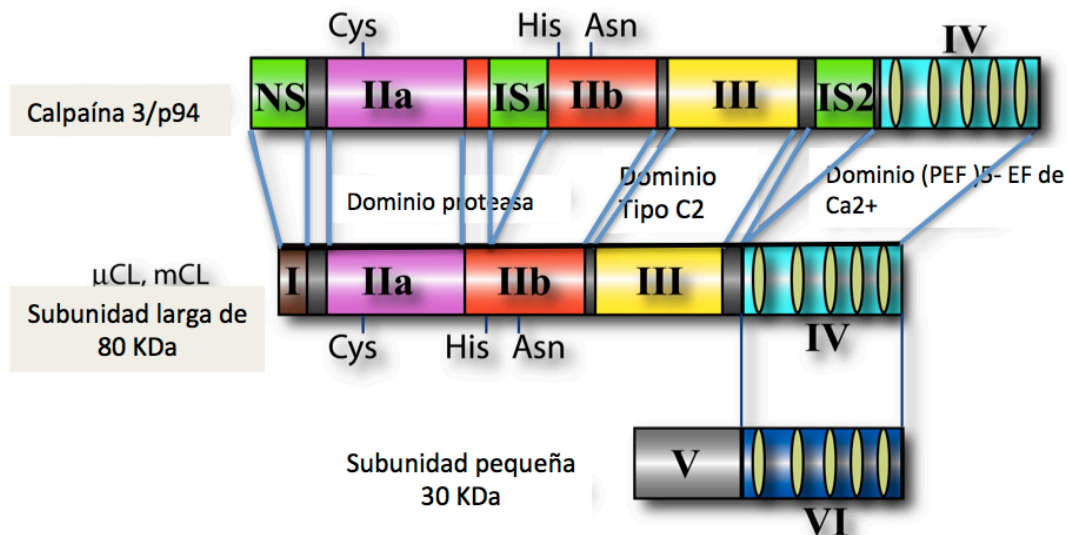 Cys
His Asn
IV
NS IIa IS1 IIb III IS2
Calpaína 3/p94
Dominio proteasa
Dominio
Tipo C2
Dominio (PEF )5- EF de
Ca2+
µCL, mCL
Subunidad larga de
80 KDa
I IIa IIb III
IV
Cys His Asn
Subunidad pequeña
30 KDa
V
VI